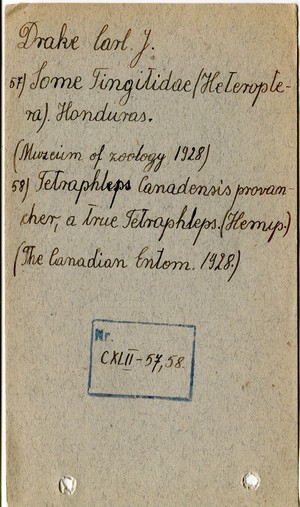 Drake Carl J.
57) Some Tingitidae (Heteropte-
ra). Honduras.
(Muzeium of zoology 1928)
58) Tetraphleps Canadensis provan-
cher, a true Tetraphleps. (Hemip.)
(The Canadian Entom. 1928.)
Nr.
CXLII-57,58.